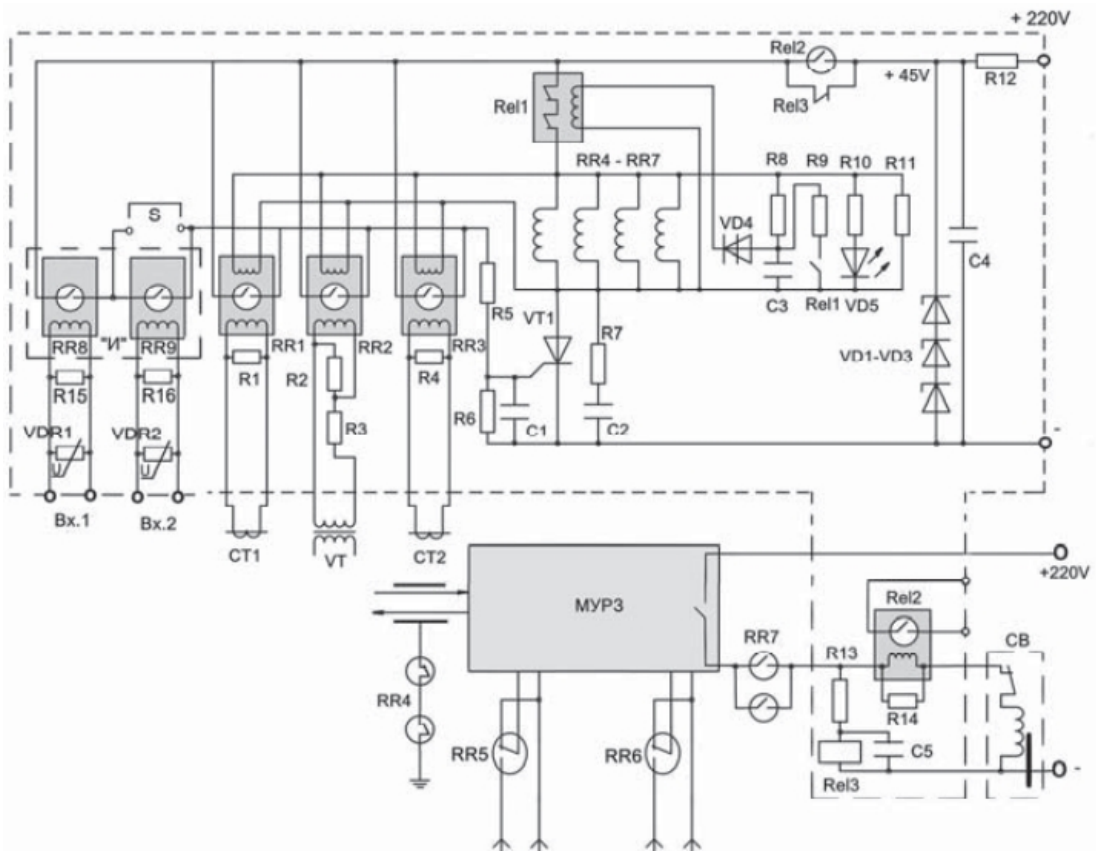 + 220V
Rel2
+ 45V
R12
Rel3
Rel1
RR4 - RR7
R8
R9
R10
R11
S
VD4
C4
C3
Rel1
VD5
R5
VT1
R7
RR8
"И"
RR9
RR1
RR2
RR3
R1
R2
R4
VD1-VD3
R15
R16
R3
R6
C1
C2
-
VDR1
VDR2
U
U
Вх.1
Вх.2
CT1
VT
CT2
+220V
МУРЗ
Rel2
RR7
CB
R13
RR4
R14
RR5
RR6
C5
Rel3
-